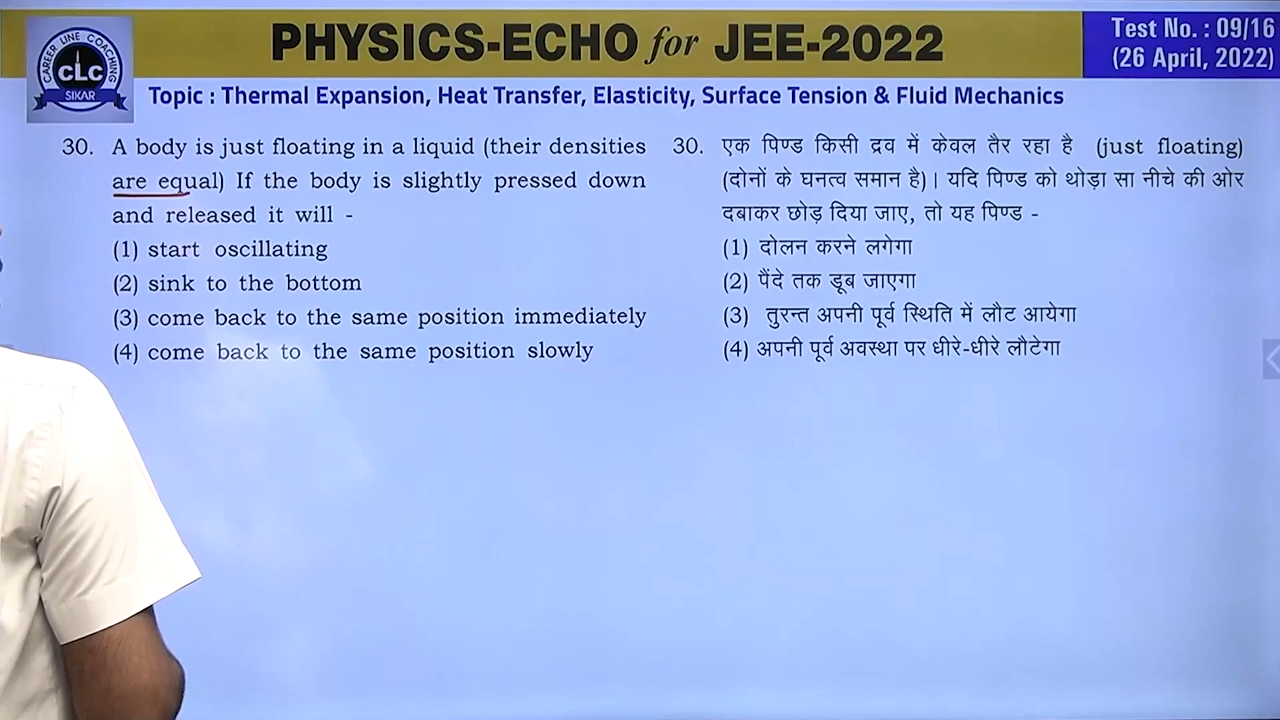 CAREER LINE COACHING
CLC
SIKAR
PHYSICS-ECHO for JEE-2022
Test No. : 09/16
(26 April, 2022)
Topic : Thermal Expansion, Heat Transfer, Elasticity, Surface Tension & Fluid Mechanics
30. A body is just floating in a liquid (their densities
are equal) If the body is slightly pressed down
and released it will -
(1) start oscillating
(2) sink to the bottom
(3) come back to the same position immediately
(4) come back to the same position slowly
30. एक पिण्ड किसी द्रव में केवल तैर रहा है (just floating)
(दोनों के घनत्व समान है)। यदि पिण्ड को थोड़ा सा नीचे की ओर
दबाकर छोड़ दिया जाए, तो यह पिण्ड -
(1) दोलन करने लगेगा
(2) पैंदे तक डूब जाएगा
(3) तुरन्त अपनी पूर्व स्थिति में लौट आयेगा
(4) अपनी पूर्व अवस्था पर धीरे-धीरे लौटेगा